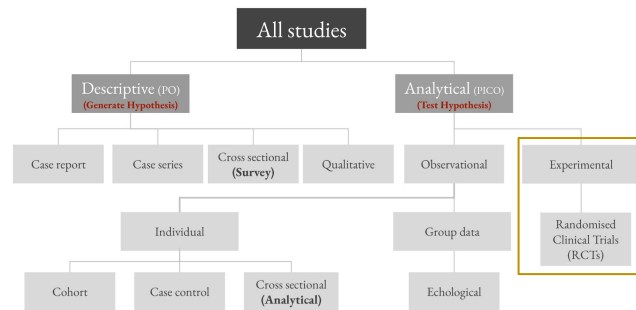 All studies
Descriptive (PO)
(Generate Hypothesis)
Analytical (PICO)
(Test Hypothesis)
Case report
Case series
Cross sectional
(Survey)
Qualitative
Observational
Experimental
Individual
Group data
Randomised
Clinical Trials
(RCTs)
Cohort
Case control
Cross sectional
(Analytical)
Echological